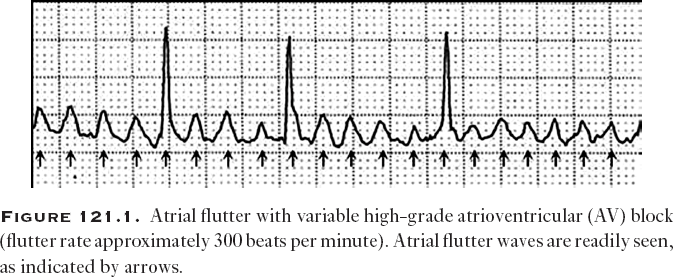 FIGURE 121.1. Atrial flutter with variable high-grade atrioventricular (AV) block
(flutter rate approximately 300 beats per minute). Atrial flutter waves are readily seen,
as indicated by arrows.